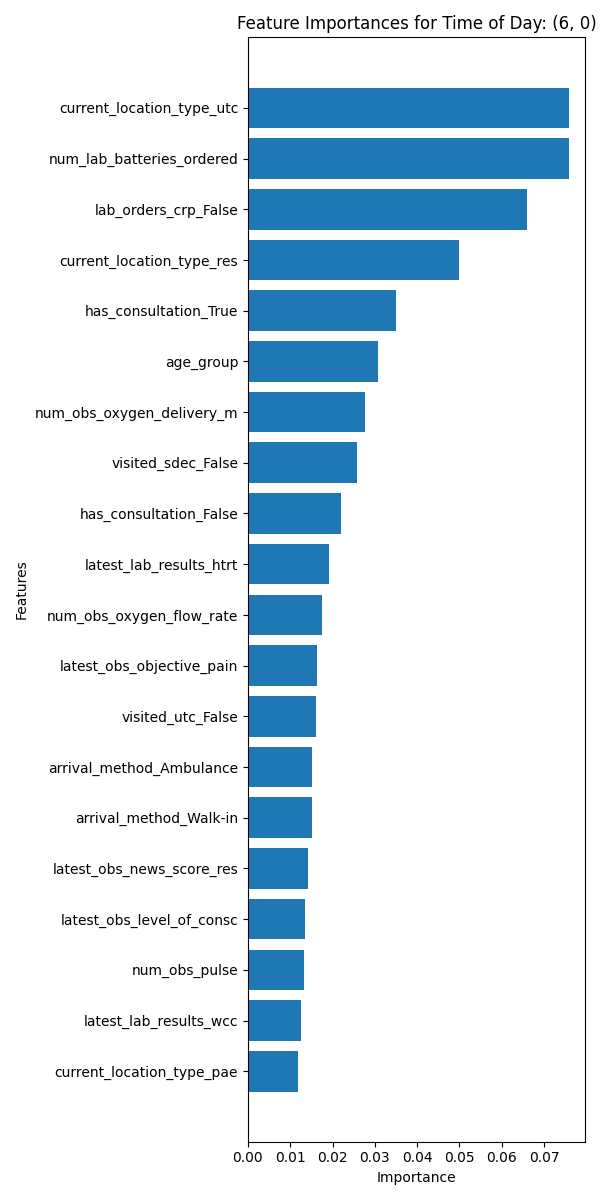 Feature Importances for Time of Day: (6, 0)
current_location_type_utc
num_lab_batteries_ordered
lab_orders_crp_False
current_location_type_res
has_consultation_True
age_group
num_obs_oxygen_delivery_m
visited_sdec_False
has_consultation_False
latest_lab_results_htrt
num_obs_oxygen_flow_rate
latest_obs_objective_pain
visited_utc_False
arrival_method_Ambulance
arrival_method_Walk-in
latest_obs_news_score_res
latest_obs_level_of_consc
num_obs_pulse
latest_lab_results_wcc
current_location_type_pae
Features
0.00 0.01 0.02 0.03 0.04 0.05 0.06 0.07
Importance